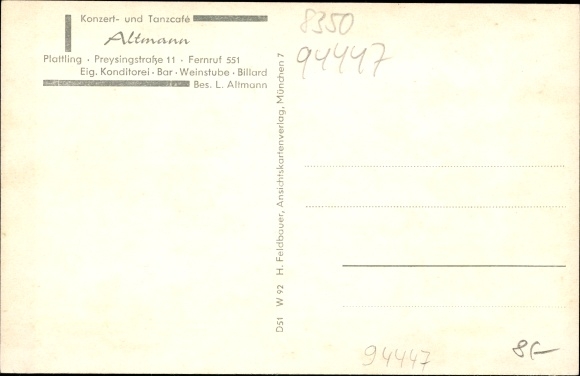 Konzert- und Tanzcafé
Altmann
Plattling · Preysingstraße 11 · Fernruf 551
Eig. Konditorei · Bar · Weinstube · Billard
Bes. L. Altmann
8350
94447
DS1 W 92 H. Feldbauer, Ansichtskartenverlag, München 7
94447
8,-